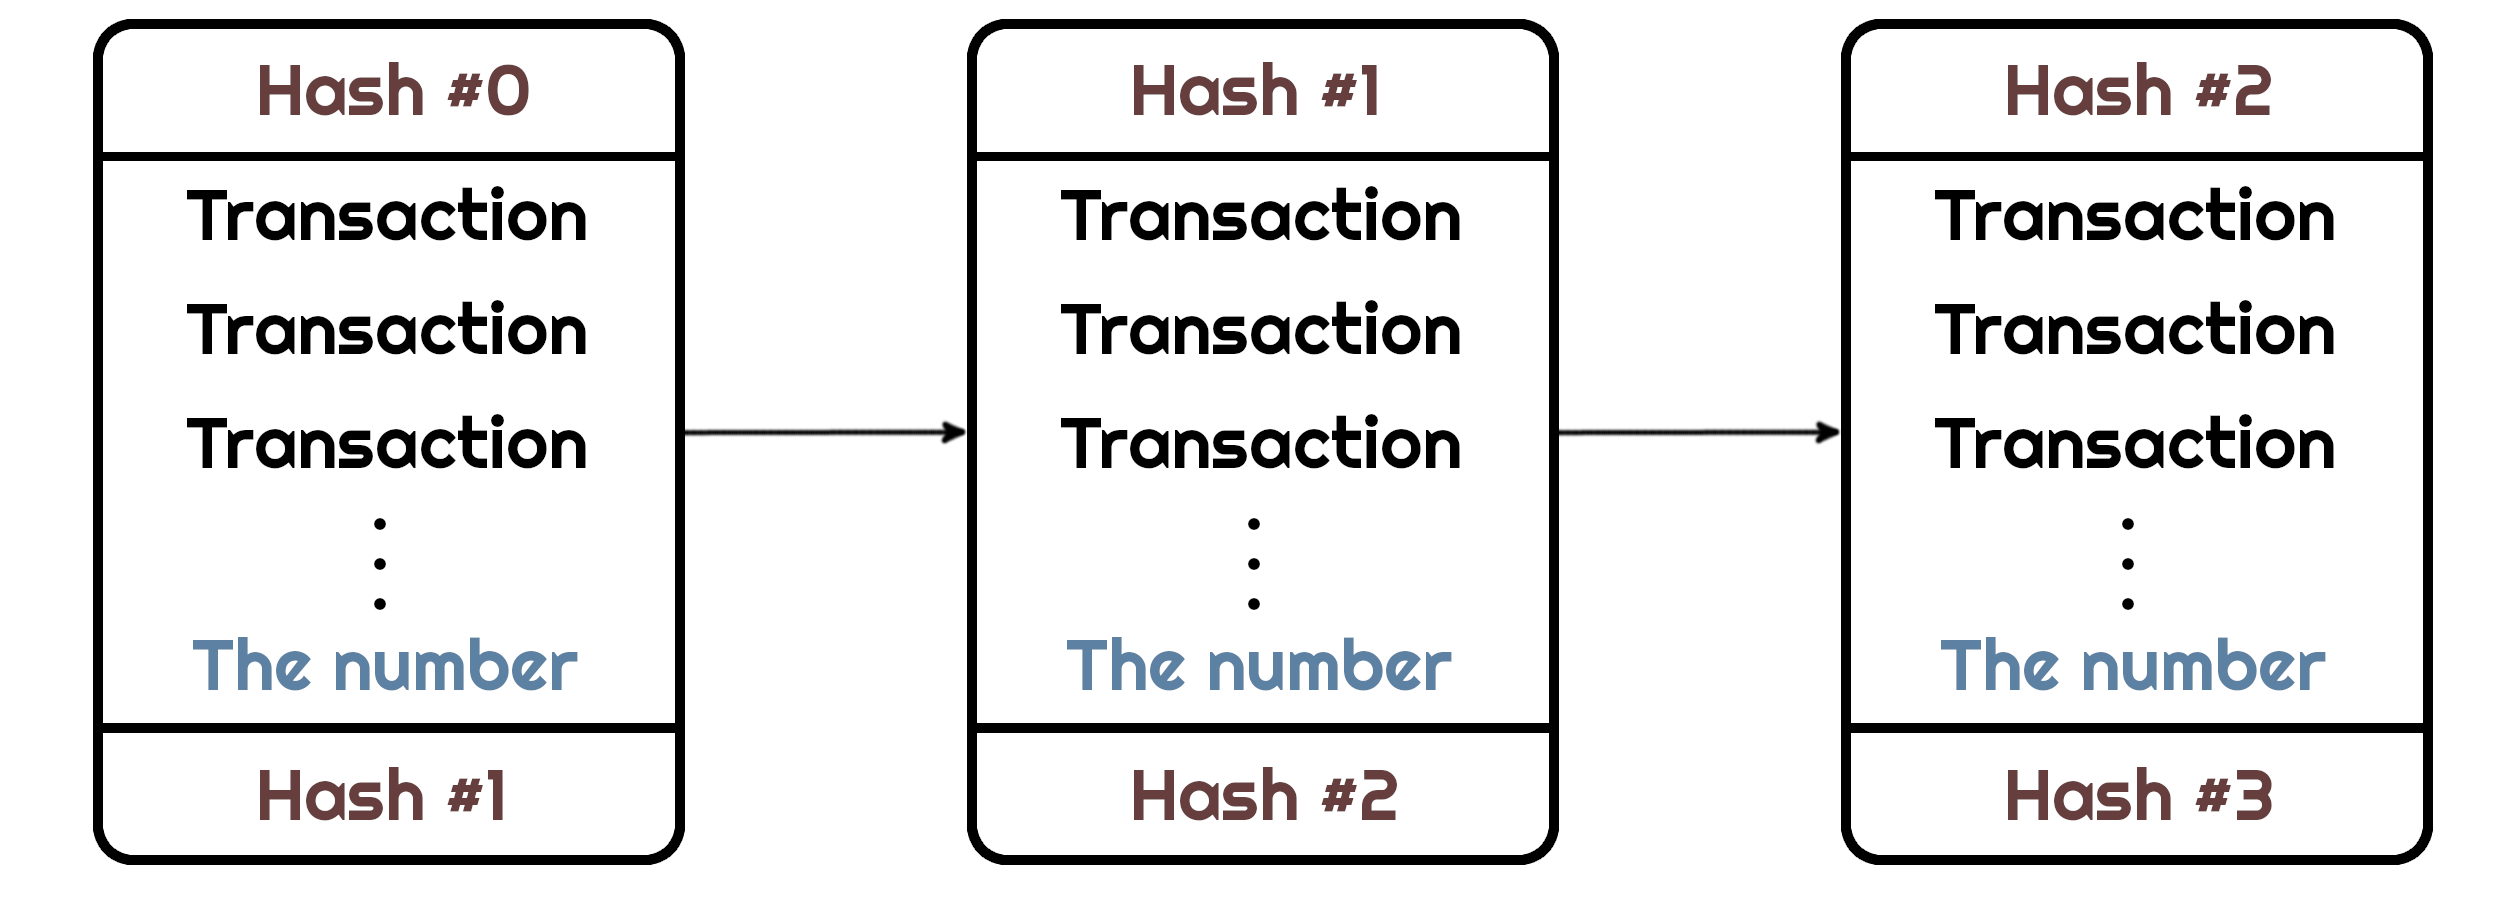 Hash #0
Transaction
Transaction
Transaction
The number
Hash #1
Hash #1
Transaction
Transaction
Transaction
The number
Hash #2
Hash #2
Transaction
Transaction
Transaction
The number
Hash #3